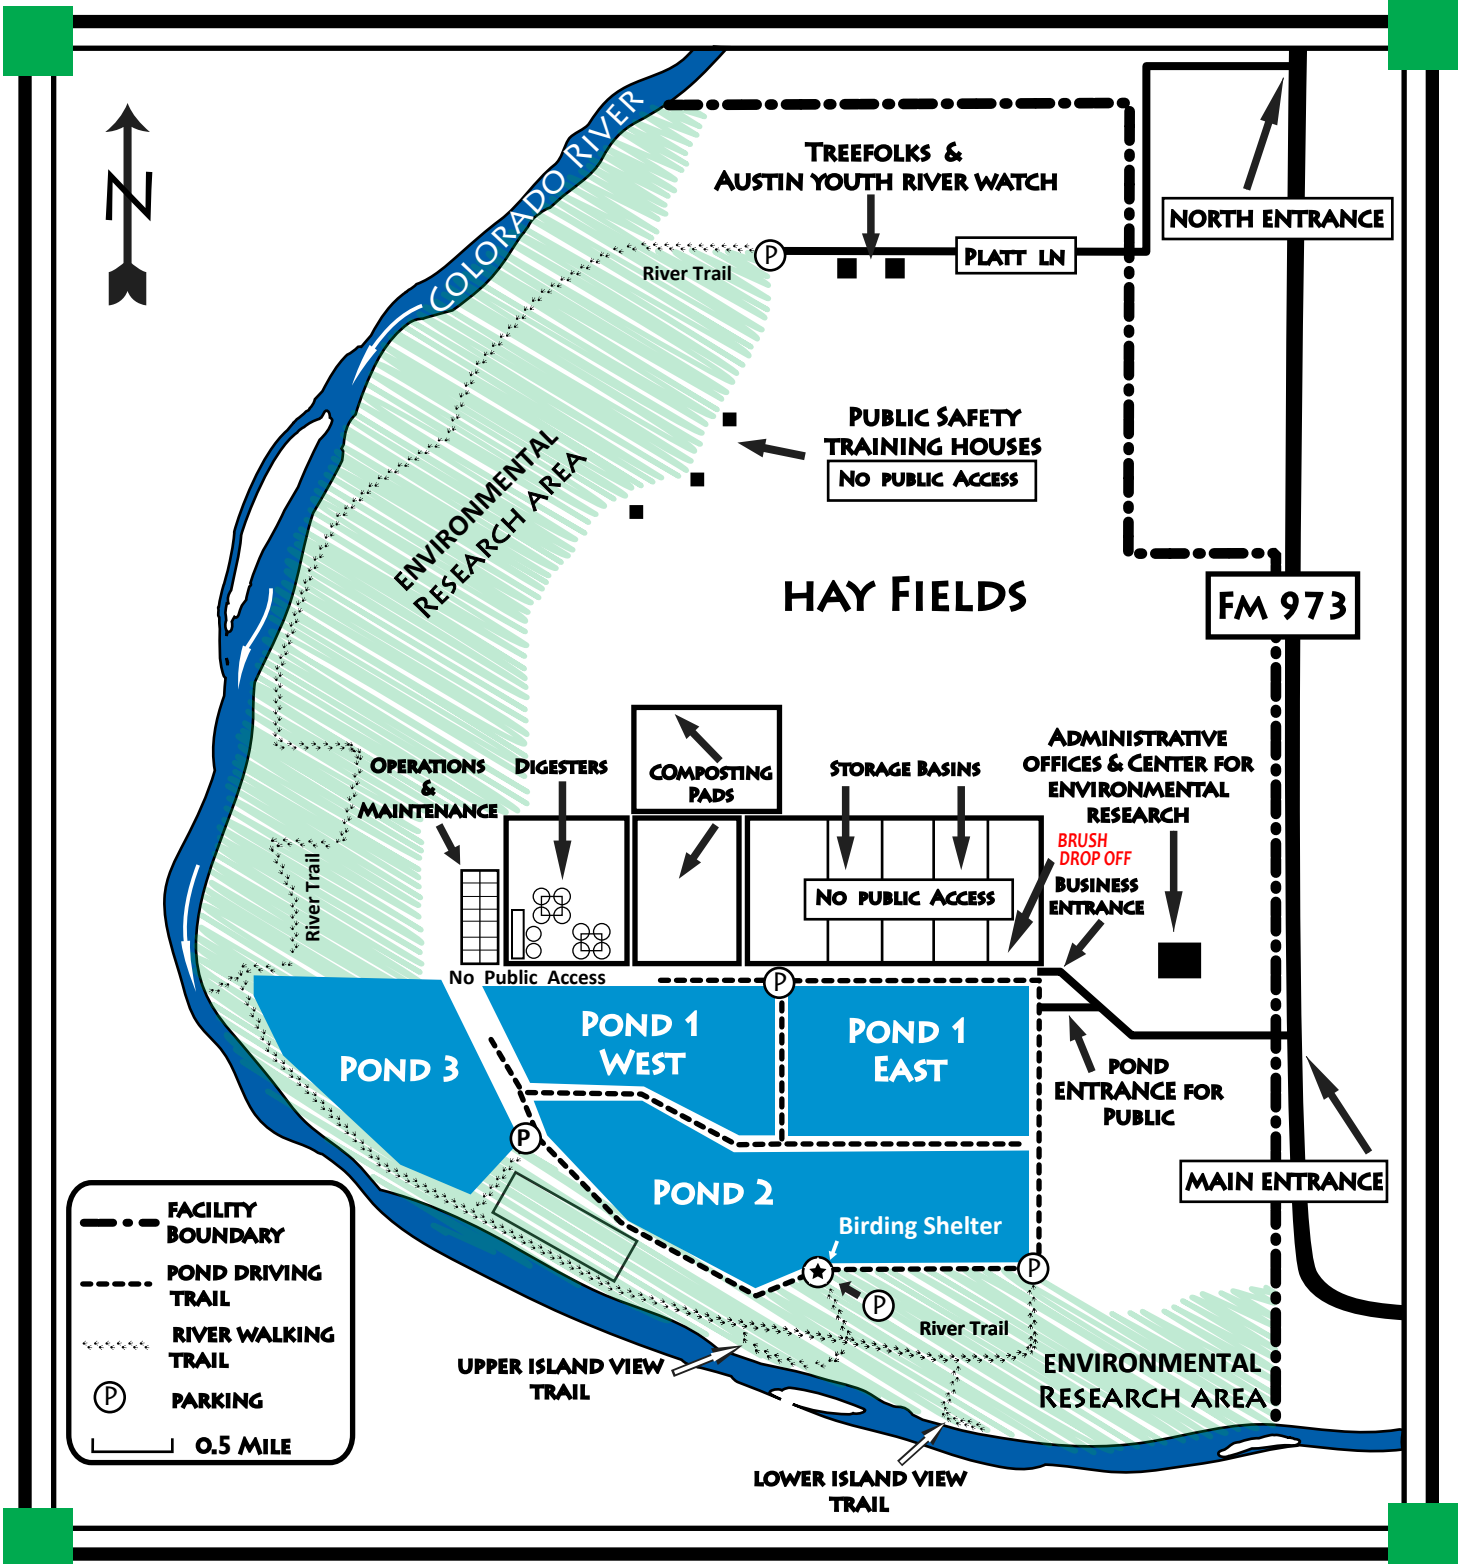 COLORADO RIVER
N
TREEFOLKS &
AUSTIN YOUTH RIVER WATCH
NORTH ENTRANCE
P
PLATT LN
River Trail
PUBLIC SAFETY
TRAINING HOUSES
NO PUBLIC ACCESS
ENVIRONMENTAL
RESEARCH AREA
HAY FIELDS
FM 973
OPERATIONS
&
MAINTENANCE
DIGESTERS
COMPOSTING
PADS
STORAGE BASINS
ADMINISTRATIVE
OFFICES & CENTER FOR
ENVIRONMENTAL
RESEARCH
BRUSH
DROP OFF
BUSINESS
ENTRANCE
NO PUBLIC ACCESS
River Trail
No Public Access
P
POND 1
WEST
POND 1
EAST
POND 3
POND
ENTRANCE FOR
PUBLIC
P
MAIN ENTRANCE
POND 2
Birding Shelter
P
P
River Trail
ENVIRONMENTAL
RESEARCH AREA
UPPER ISLAND VIEW
TRAIL
LOWER ISLAND VIEW
TRAIL
FACILITY
BOUNDARY
POND DRIVING
TRAIL
RIVER WALKING
TRAIL
P PARKING
0.5 MILE